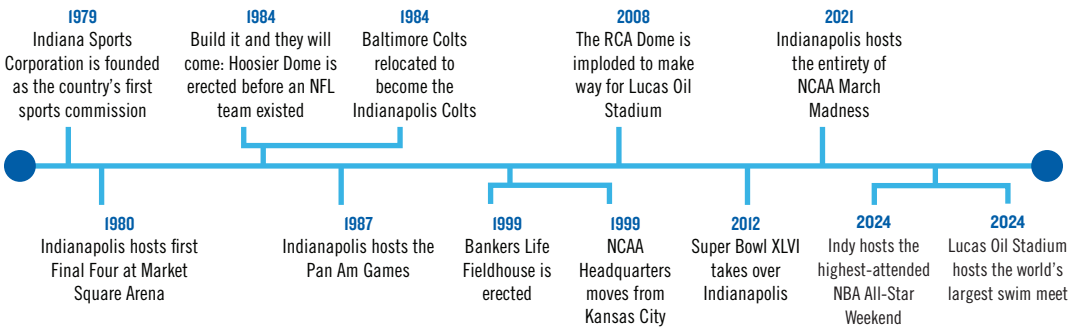 1979
Indiana Sports
Corporation is founded
as the country's first
sports commission
1984
Build it and they will
come: Hoosier Dome is
erected before an NFL
team existed
1984
Baltimore Colts
relocated to
become the
Indianapolis Colts
2008
The RCA Dome is
imploded to make
way for Lucas Oil
Stadium
2021
Indianapolis hosts
the entirety of
NCAA March
Madness
1980
Indianapolis hosts first
Final Four at Market
Square Arena
1987
Indianapolis hosts the
Pan Am Games
1999
Bankers Life
Fieldhouse is
erected
1999
NCAA
Headquarters
moves from
Kansas City
2012
Super Bowl XLVI
takes over
Indianapolis
2024
Indy hosts the
highest-attended
NBA All-Star
Weekend
2024
Lucas Oil Stadium
hosts the world's
largest swim meet